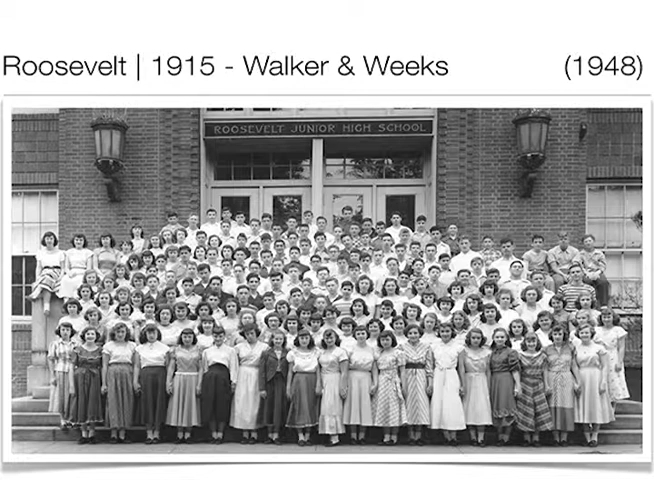 Roosevelt | 1915 - Walker & Weeks (1948)
ROOSEVELT JUNIOR HIGH SCHOOL